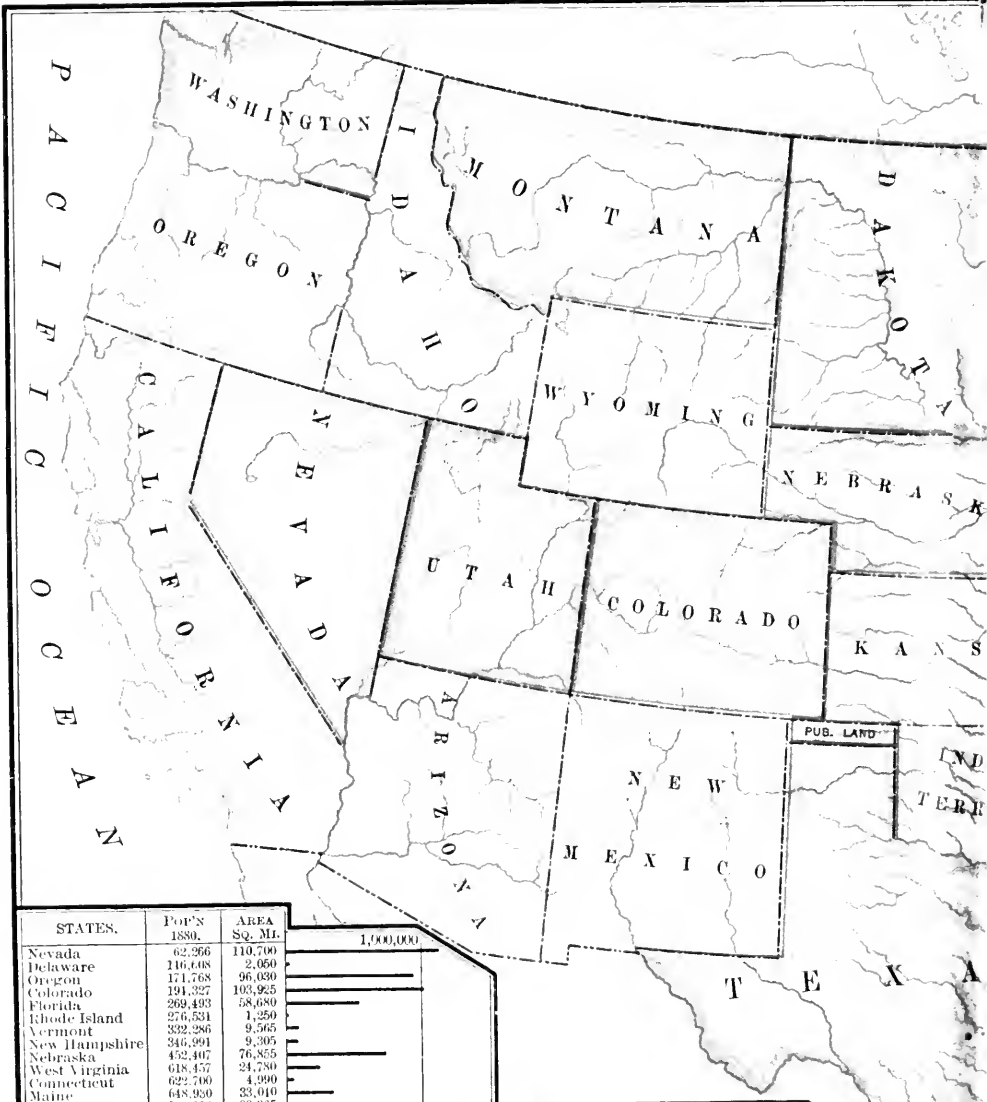 PACIFIC OCEAN
WASHINGTON
OREGON
CALIFORNIA
IDAHO
NEVADA
MONTANA
WYOMING
UTAH
COLORADO
ARIZONA
NEW
MEXICO
DAKOTA
NEBRASK
KANS
PUB. LAND
IND
TERR
TEXA
STATES. POP'N 1880. AREA SQ. MI.
1,000,000
Nevada 62,266 110,700
Delaware 146,608 2,050
Oregon 174,768 96,030
Colorado 194,327 103,925
Florida 269,493 58,680
Rhode Island 276,531 1,250
Vermont 332,286 9,565
New Hampshire 346,991 9,305
Nebraska 452,407 76,855
West Virginia 618,457 24,780
Connecticut 622,700 4,990
Maine 648,930 33,040